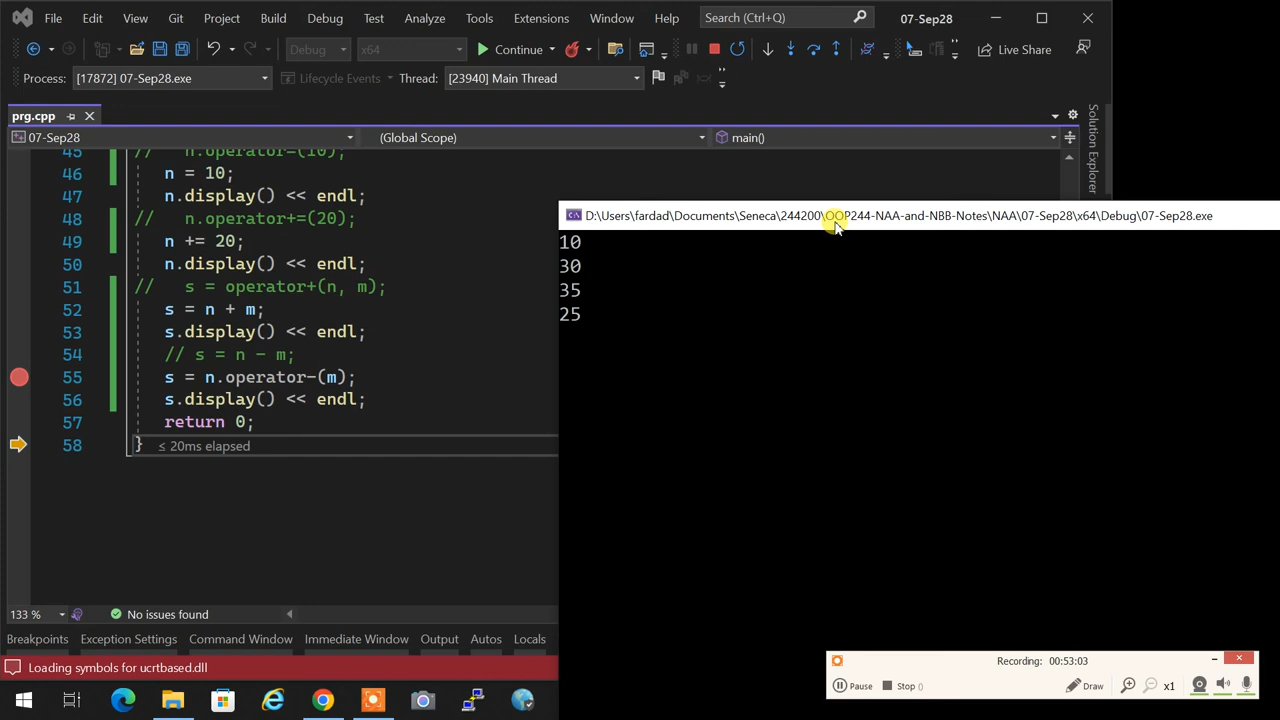 File Edit View Git Project Build Debug Test Analyze Tools Extensions Window Help Search (Ctrl+Q) 07-Sep28
Debug x64 Continue Live Share
Process: [17872] 07-Sep28.exe Lifecycle Events Thread: [23940] Main Thread
prg.cpp
07-Sep28 (Global Scope) main()
Solution Explorer
45 // n.operator=(10);
46 n = 10;
47 n.display() << endl;
48 // n.operator+=(20);
49 n += 20;
50 n.display() << endl;
51 // s = operator+(n, m);
52 s = n + m;
53 s.display() << endl;
54 // s = n - m;
55 s = n.operator-(m);
56 s.display() << endl;
57 return 0;
58 } ≤ 20ms elapsed
D:\Users\fardad\Documents\Seneca\244200\OOP244-NAA-and-NBB-Notes\NAA\07-Sep28\x64\Debug\07-Sep28.exe
10
30
35
25
133 % No issues found
Breakpoints Exception Settings Command Window Immediate Window Output Autos Locals
Loading symbols for ucrtbased.dll
Recording: 00:53:03
Pause Stop () Draw x1